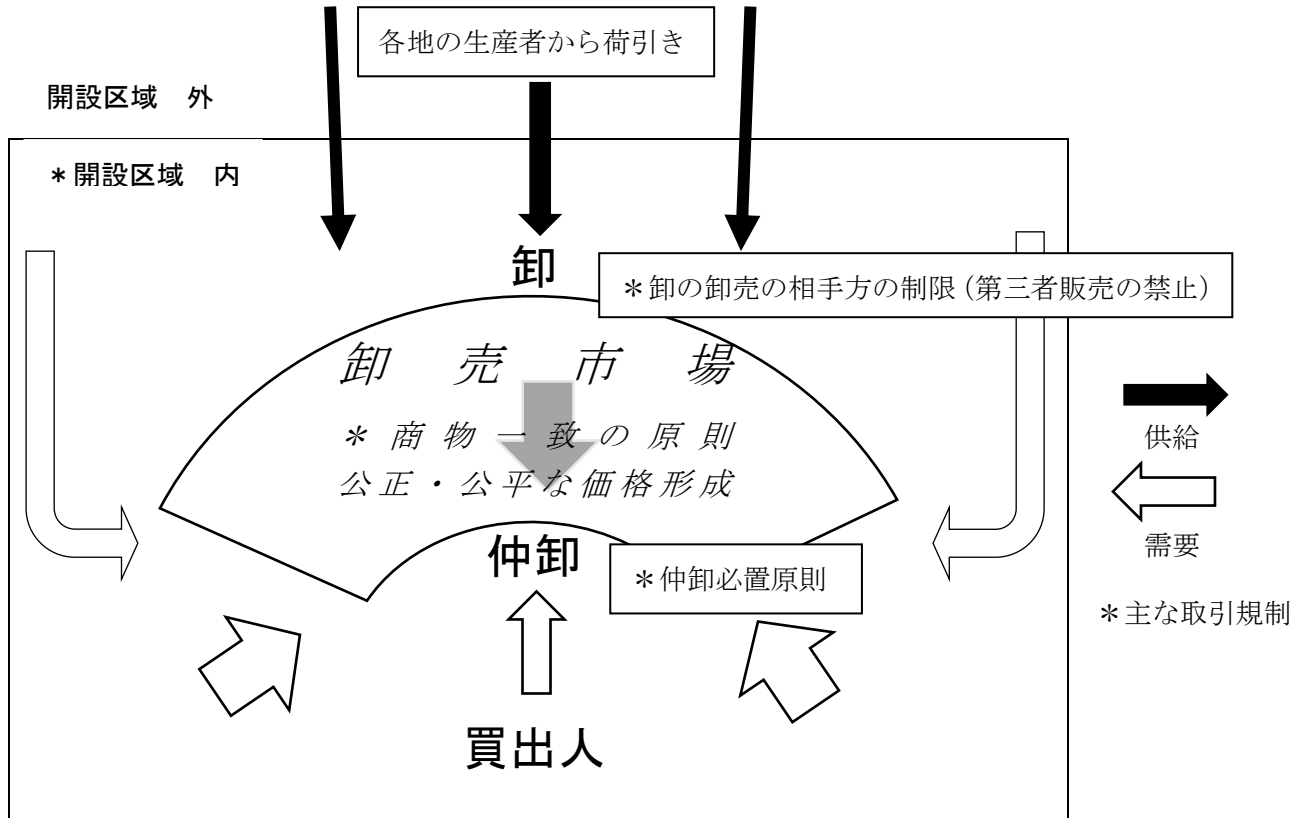 各地の生産者から荷引き
開設区域　外
＊開設区域　内
卸
＊卸の卸売の相手方の制限（第三者販売の禁止）
卸　売　市　場
＊商物一致の原則
公正・公平な価格形成
供給
仲卸
＊仲卸必置原則
需要
＊主な取引規制
買出人